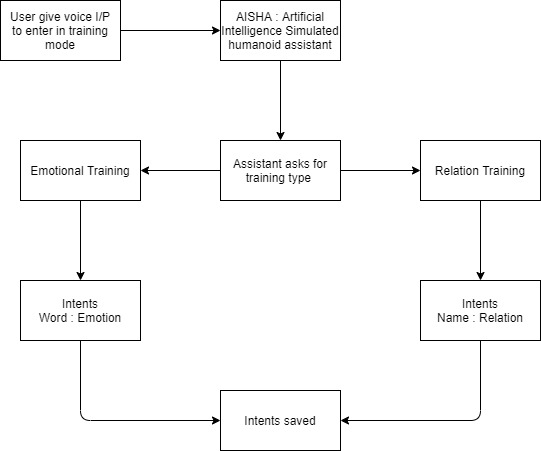 User give voice I/P
to enter in training
mode
AISHA : Artificial
Intelligence Simulated
humanoid assistant
Emotional Training
Assistant asks for
training type
Relation Training
Intents
Word : Emotion
Intents
Name : Relation
Intents saved